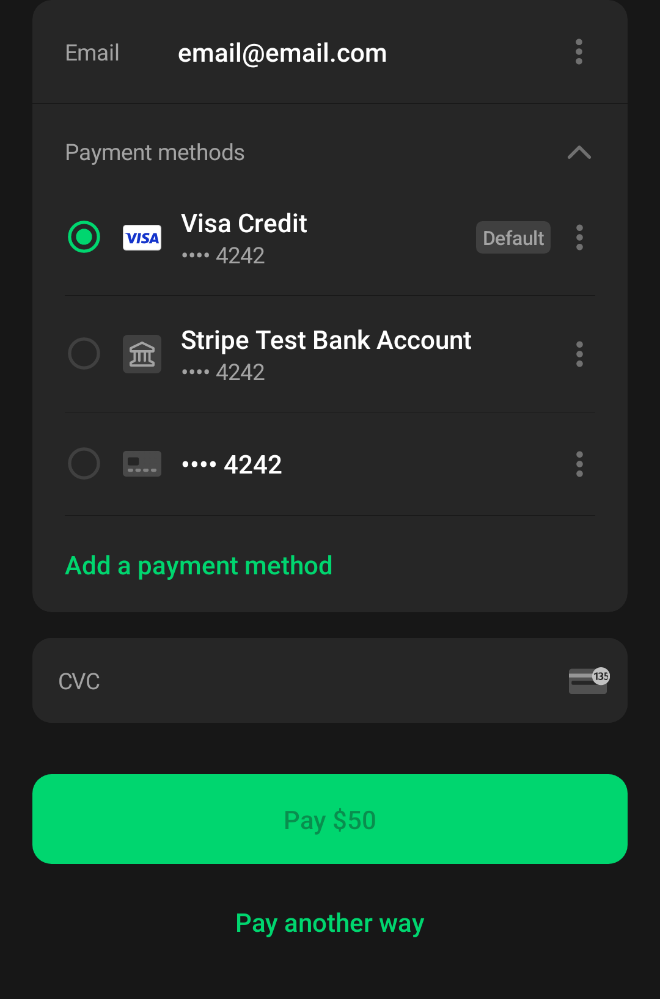 Email email@email.com
Payment methods
VISA Visa Credit
•••• 4242
Default
Stripe Test Bank Account
•••• 4242
•••• 4242
Add a payment method
CVC
135
Pay $50
Pay another way